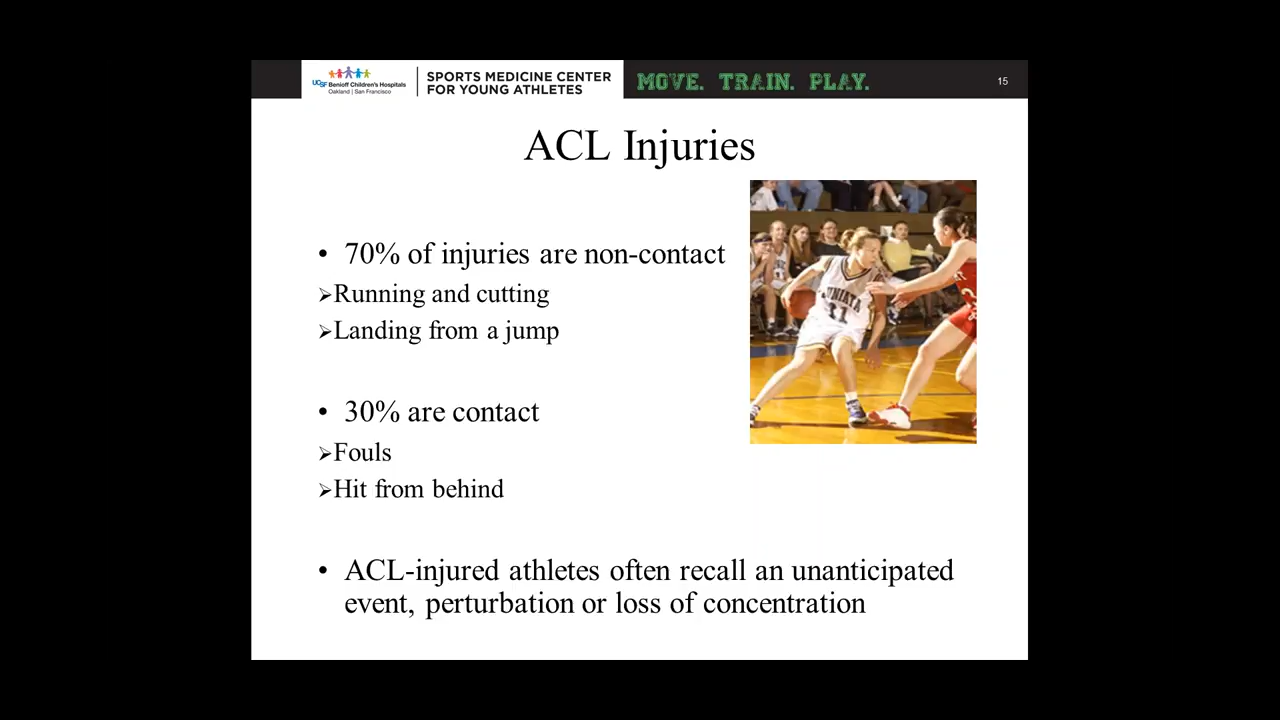 UCSF Benioff Children's Hospitals
Oakland | San Francisco
SPORTS MEDICINE CENTER
FOR YOUNG ATHLETES
MOVE. TRAIN. PLAY.
15
ACL Injuries
• 70% of injuries are non-contact
➢Running and cutting
➢Landing from a jump
• 30% are contact
➢Fouls
➢Hit from behind
• ACL-injured athletes often recall an unanticipated
event, perturbation or loss of concentration
11